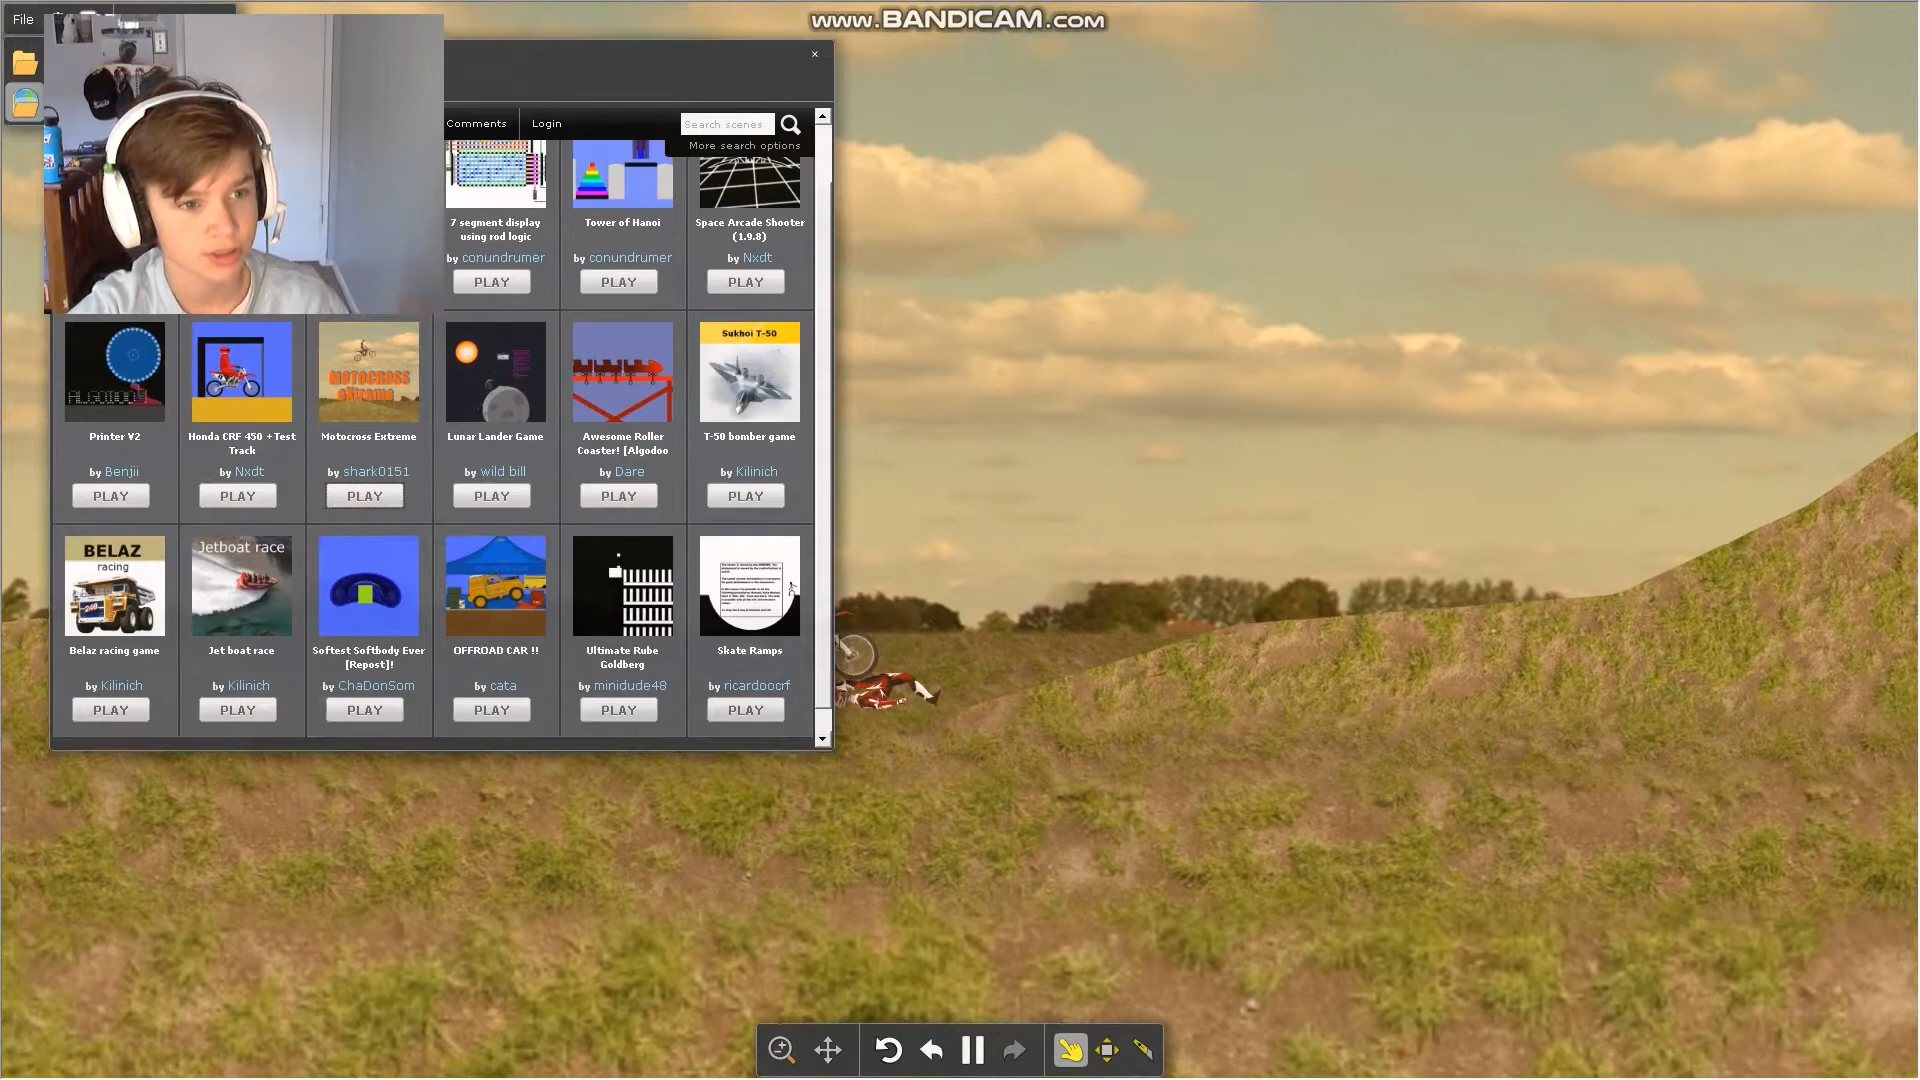 File
www.BANDICAM.com
Comments
Login
Search scenes
More search options
7 segment display
using rod logic
by conundrumer
PLAY
Tower of Hanoi
by conundrumer
PLAY
Space Arcade Shooter
(1.9.8)
by Nxdt
PLAY
Printer V2
by Benjii
PLAY
Honda CRF 450 +Test
Track
by Nxdt
PLAY
MOTOCROSS
eXtreme
Motocross Extreme
by shark0151
PLAY
Lunar Lander Game
by wild bill
PLAY
Awesome Roller
Coaster! [Algodoo
by Dare
PLAY
Sukhoi T-50
T-50 bomber game
by Kilinich
PLAY
BELAZ
racing
240
Belaz racing game
by Kilinich
PLAY
Jetboat race
Jet boat race
by Kilinich
PLAY
Softest Softbody Ever
[Repost]!
by ChaDonSom
PLAY
OFFROAD CAR !!
by cata
PLAY
Ultimate Rube
Goldberg
by minidude48
PLAY
Skate Ramps
by ricardoocrf
PLAY